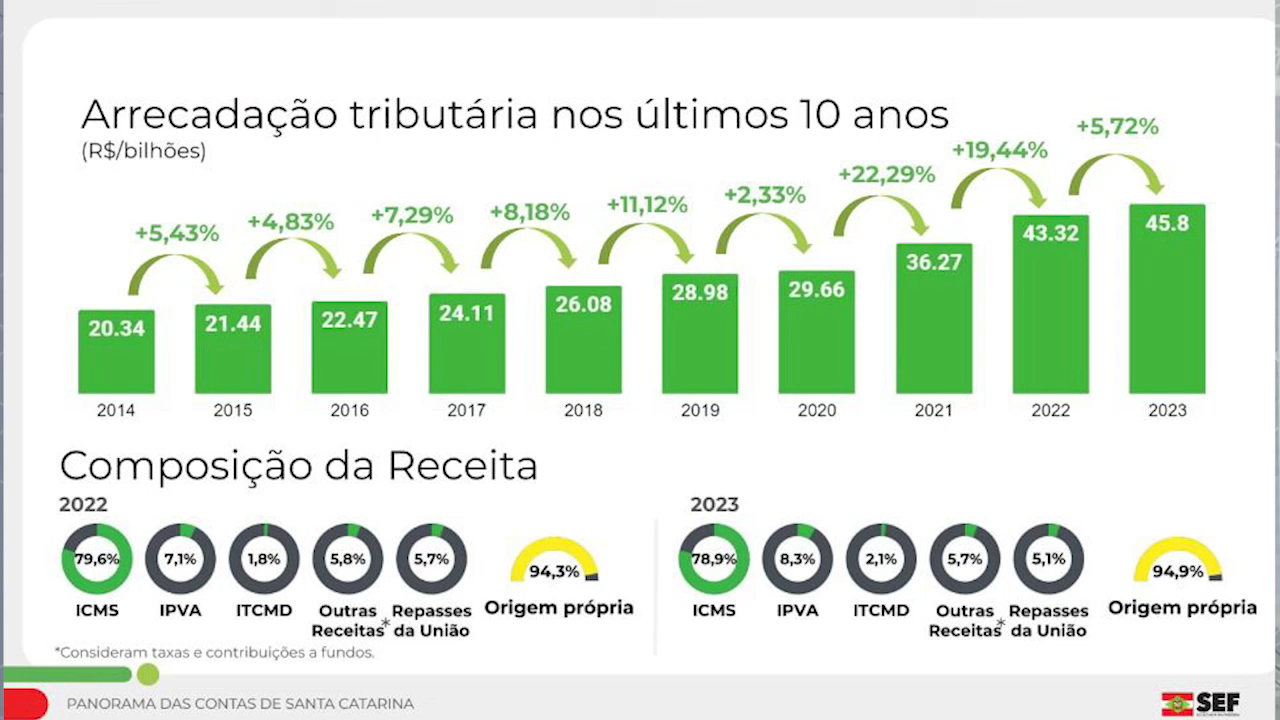 Arrecadação tributária nos últimos 10 anos
(R$/bilhões)
+5,43%
+4,83%
+7,29%
+8,18%
+11,12%
+2,33%
+22,29%
+19,44%
+5,72%
20.34
21.44
22.47
24.11
26.08
28.98
29.66
36.27
43.32
45.8
2014
2015
2016
2017
2018
2019
2020
2021
2022
2023
Composição da Receita
2022
79,6%
ICMS
7,1%
IPVA
1,8%
ITCMD
5,8%
Outras
Receitas*
5,7%
Repasses
da União
94,3%
Origem própria
2023
78,9%
ICMS
8,3%
IPVA
2,1%
ITCMD
5,7%
Outras
Receitas*
5,1%
Repasses
da União
94,9%
Origem própria
*Consideram taxas e contribuições a fundos.
PANORAMA DAS CONTAS DE SANTA CATARINA
SEF